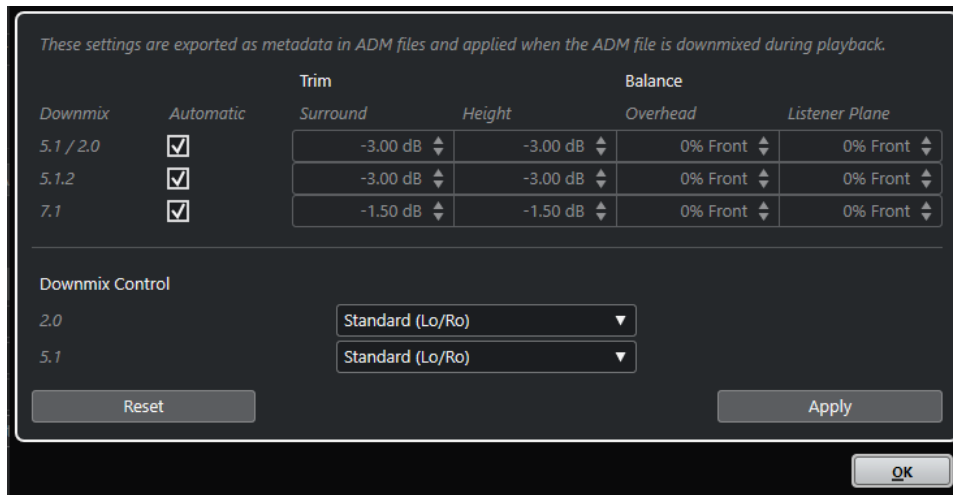 These settings are exported as metadata in ADM files and applied when the ADM file is downmixed during playback.
Trim Balance
Downmix Automatic Surround Height Overhead Listener Plane
5.1 / 2.0 -3.00 dB -3.00 dB 0% Front 0% Front
5.1.2 -3.00 dB -3.00 dB 0% Front 0% Front
7.1 -1.50 dB -1.50 dB 0% Front 0% Front
Downmix Control
2.0 Standard (Lo/Ro)
5.1 Standard (Lo/Ro)
Reset Apply
OK